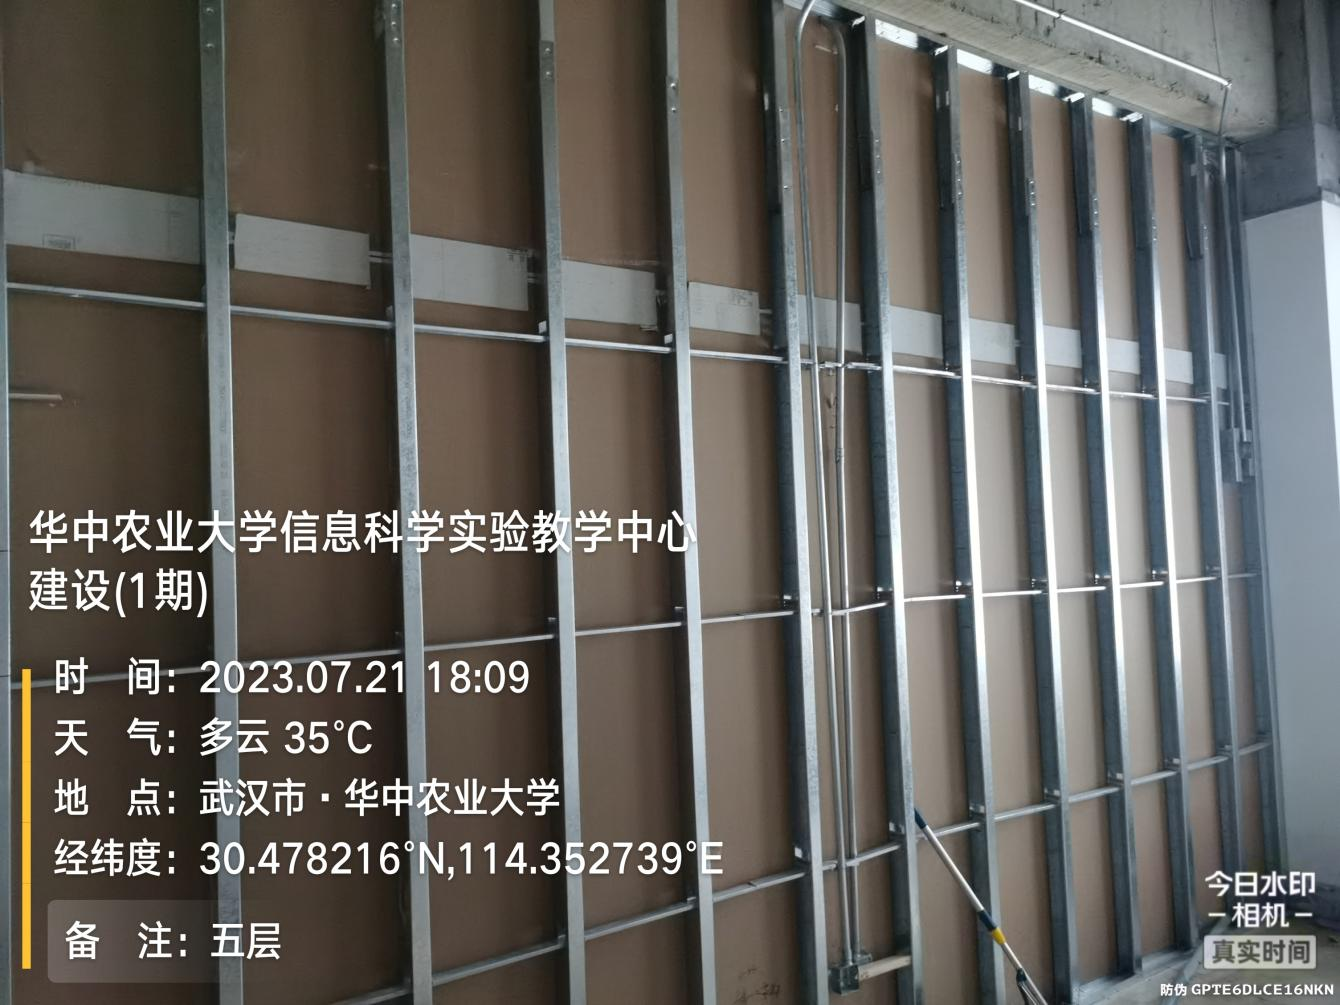 华中农业大学信息科学实验教学中心
建设(1期)
时 间：2023.07.21 18:09
天 气：多云 35°C
地 点：武汉市·华中农业大学
经纬度：30.478216°N,114.352739°E
备 注：五层
今日水印
-相机-
真实时间
防伪 GPTE6DLCE16NKN